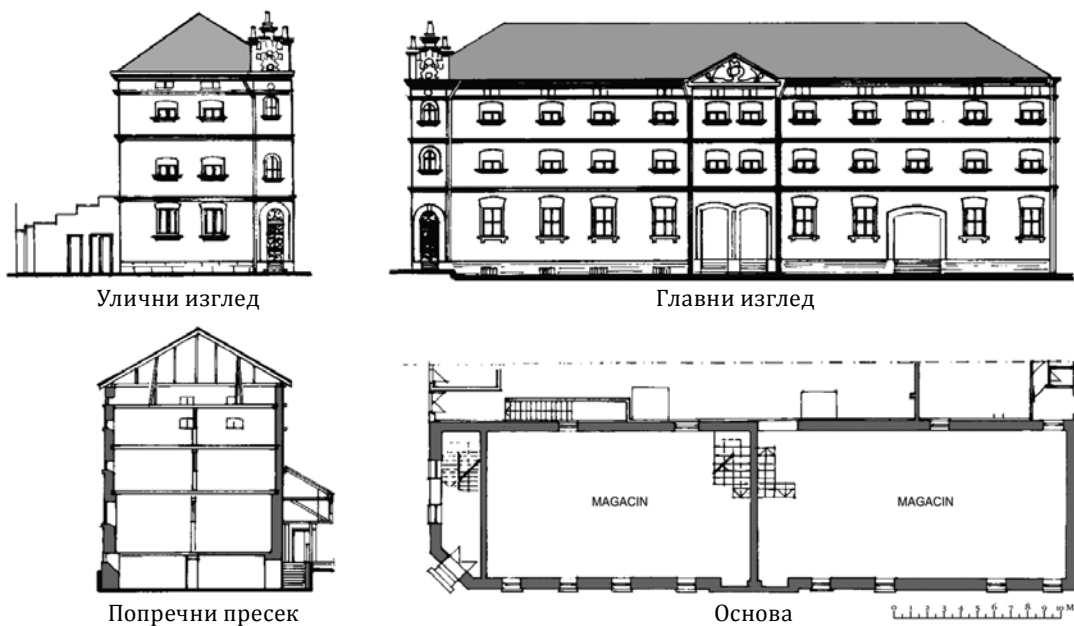 Улични изглед
Главни изглед
MAGACIN
MAGACIN
Попречни пресек
Основа
0 1 2 3 4 5 6 7 8 9 10 M